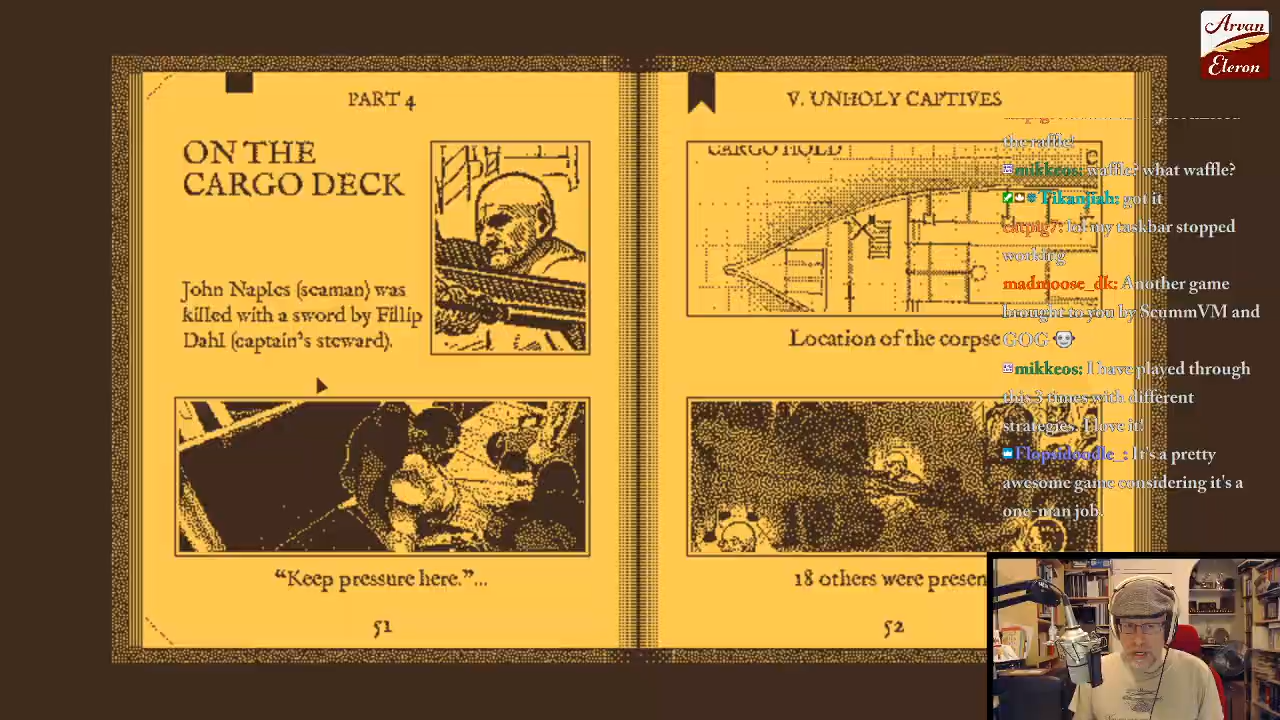 Arvan
Eleron
PART 4
ON THE
CARGO DECK
John Naples (seaman) was
killed with a sword by Fillip
Dahl (captain's steward).
"Keep pressure here."...
51
V. UNHOLY CAPTIVES
CARGO HOLD
Location of the corpse
18 others were presen
52
the raffle!
mikkeos: waffle? what waffle?
Tikanjiah: got it
catpig7: lol my taskbar stopped
working
madmoose_dk: Another game
brought to you by ScummVM and
GOG
mikkeos: I have played through
this 3 times with different
strategies. I love it!
Flopsidoodle_: It's a pretty
awesome game considering it's a
one-man job.